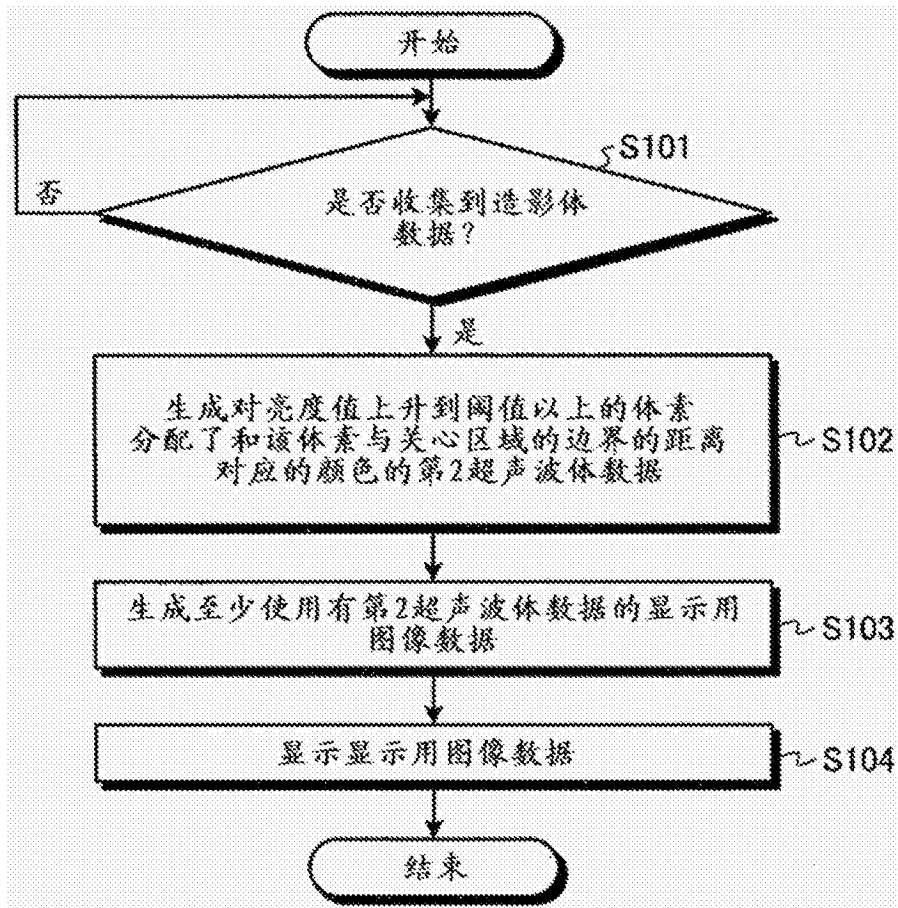 开始
S101
否
是否收集到造影体
数据?
是
生成对亮度值上升到阈值以上的体素
分配了和该体素与关心区域的边界的距离
对应的颜色的第2超声波体数据
S102
生成至少使用有第2超声波体数据的显示用
图像数据
S103
显示显示用图像数据
S104
结束